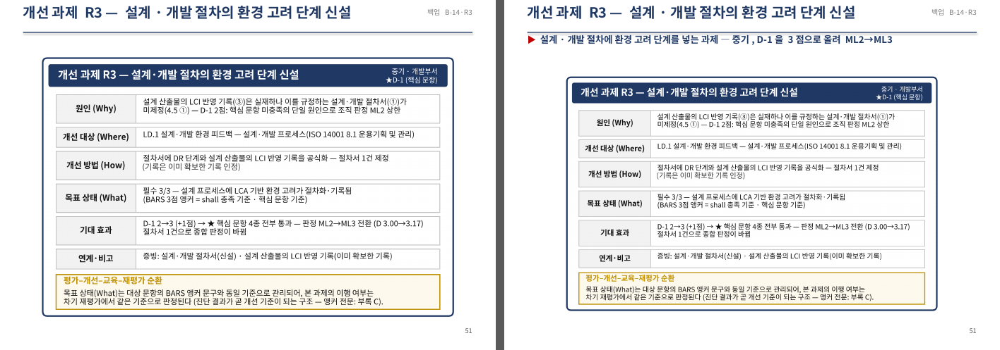 개선 과제 R3 — 설계 · 개발 절차의 환경 고려 단계 신설
백업 B-14·R3
개선 과제 R3 — 설계·개발 절차의 환경 고려 단계 신설
중기 · 개발부서
★D-1 (핵심 문항)
원인 (Why)
설계 산출물의 LCI 반영 기록(③)은 실재하나 이를 규정하는 설계·개발 절차서(①)가
미제정(4.5 ①) — D-1 2점: 핵심 문항 미충족의 단일 원인으로 조직 판정 ML2 상한
개선 대상 (Where)
LD.1 설계·개발 환경 피드백 — 설계·개발 프로세스(ISO 14001 8.1 운용기획 및 관리)
개선 방법 (How)
절차서에 DR 단계와 설계 산출물의 LCI 반영 기록을 공식화 — 절차서 1건 제정
(기록은 이미 확보한 기록 인정)
목표 상태 (What)
필수 3/3 — 설계 프로세스에 LCA 기반 환경 고려가 절차화·기록됨
(BARS 3점 앵커 = shall 충족 기준 · 핵심 문항 기준)
기대 효과
D-1 2→3 (+1점) → ★ 핵심 문항 4종 전부 통과 — 판정 ML2→ML3 전환 (D 3.00→3.17)
절차서 1건으로 종합 판정이 바뀜
연계·비고
증빙: 설계·개발 절차서(신설) · 설계 산출물의 LCI 반영 기록(이미 확보한 기록)
평가–개선–교육–재평가 순환
목표 상태(What)는 대상 문항의 BARS 앵커 문구와 동일 기준으로 관리되어, 본 과제의 이행 여부는
차기 재평가에서 같은 기준으로 판정된다 (진단 결과가 곧 개선 기준이 되는 구조 — 앵커 전문: 부록 C).
51
개선 과제 R3 — 설계 · 개발 절차의 환경 고려 단계 신설
백업 B-14·R3
▶ 설계 · 개발 절차에 환경 고려 단계를 넣는 과제 — 중기 , D-1 을 3 점으로 올려 ML2→ML3
개선 과제 R3 — 설계·개발 절차의 환경 고려 단계 신설
중기 · 개발부서
★D-1 (핵심 문항)
원인 (Why)
설계 산출물의 LCI 반영 기록(③)은 실재하나 이를 규정하는 설계·개발 절차서(①)가
미제정(4.5 ①) — D-1 2점: 핵심 문항 미충족의 단일 원인으로 조직 판정 ML2 상한
개선 대상 (Where)
LD.1 설계·개발 환경 피드백 — 설계·개발 프로세스(ISO 14001 8.1 운용기획 및 관리)
개선 방법 (How)
절차서에 DR 단계와 설계 산출물의 LCI 반영 기록을 공식화 — 절차서 1건 제정
(기록은 이미 확보한 기록 인정)
목표 상태 (What)
필수 3/3 — 설계 프로세스에 LCA 기반 환경 고려가 절차화·기록됨
(BARS 3점 앵커 = shall 충족 기준 · 핵심 문항 기준)
기대 효과
D-1 2→3 (+1점) → ★ 핵심 문항 4종 전부 통과 — 판정 ML2→ML3 전환 (D 3.00→3.17)
절차서 1건으로 종합 판정이 바뀜
연계·비고
증빙: 설계·개발 절차서(신설) · 설계 산출물의 LCI 반영 기록(이미 확보한 기록)
평가–개선–교육–재평가 순환
목표 상태(What)는 대상 문항의 BARS 앵커 문구와 동일 기준으로 관리되어, 본 과제의 이행 여부는
차기 재평가에서 같은 기준으로 판정된다 (진단 결과가 곧 개선 기준이 되는 구조 — 앵커 전문: 부록 C).
51